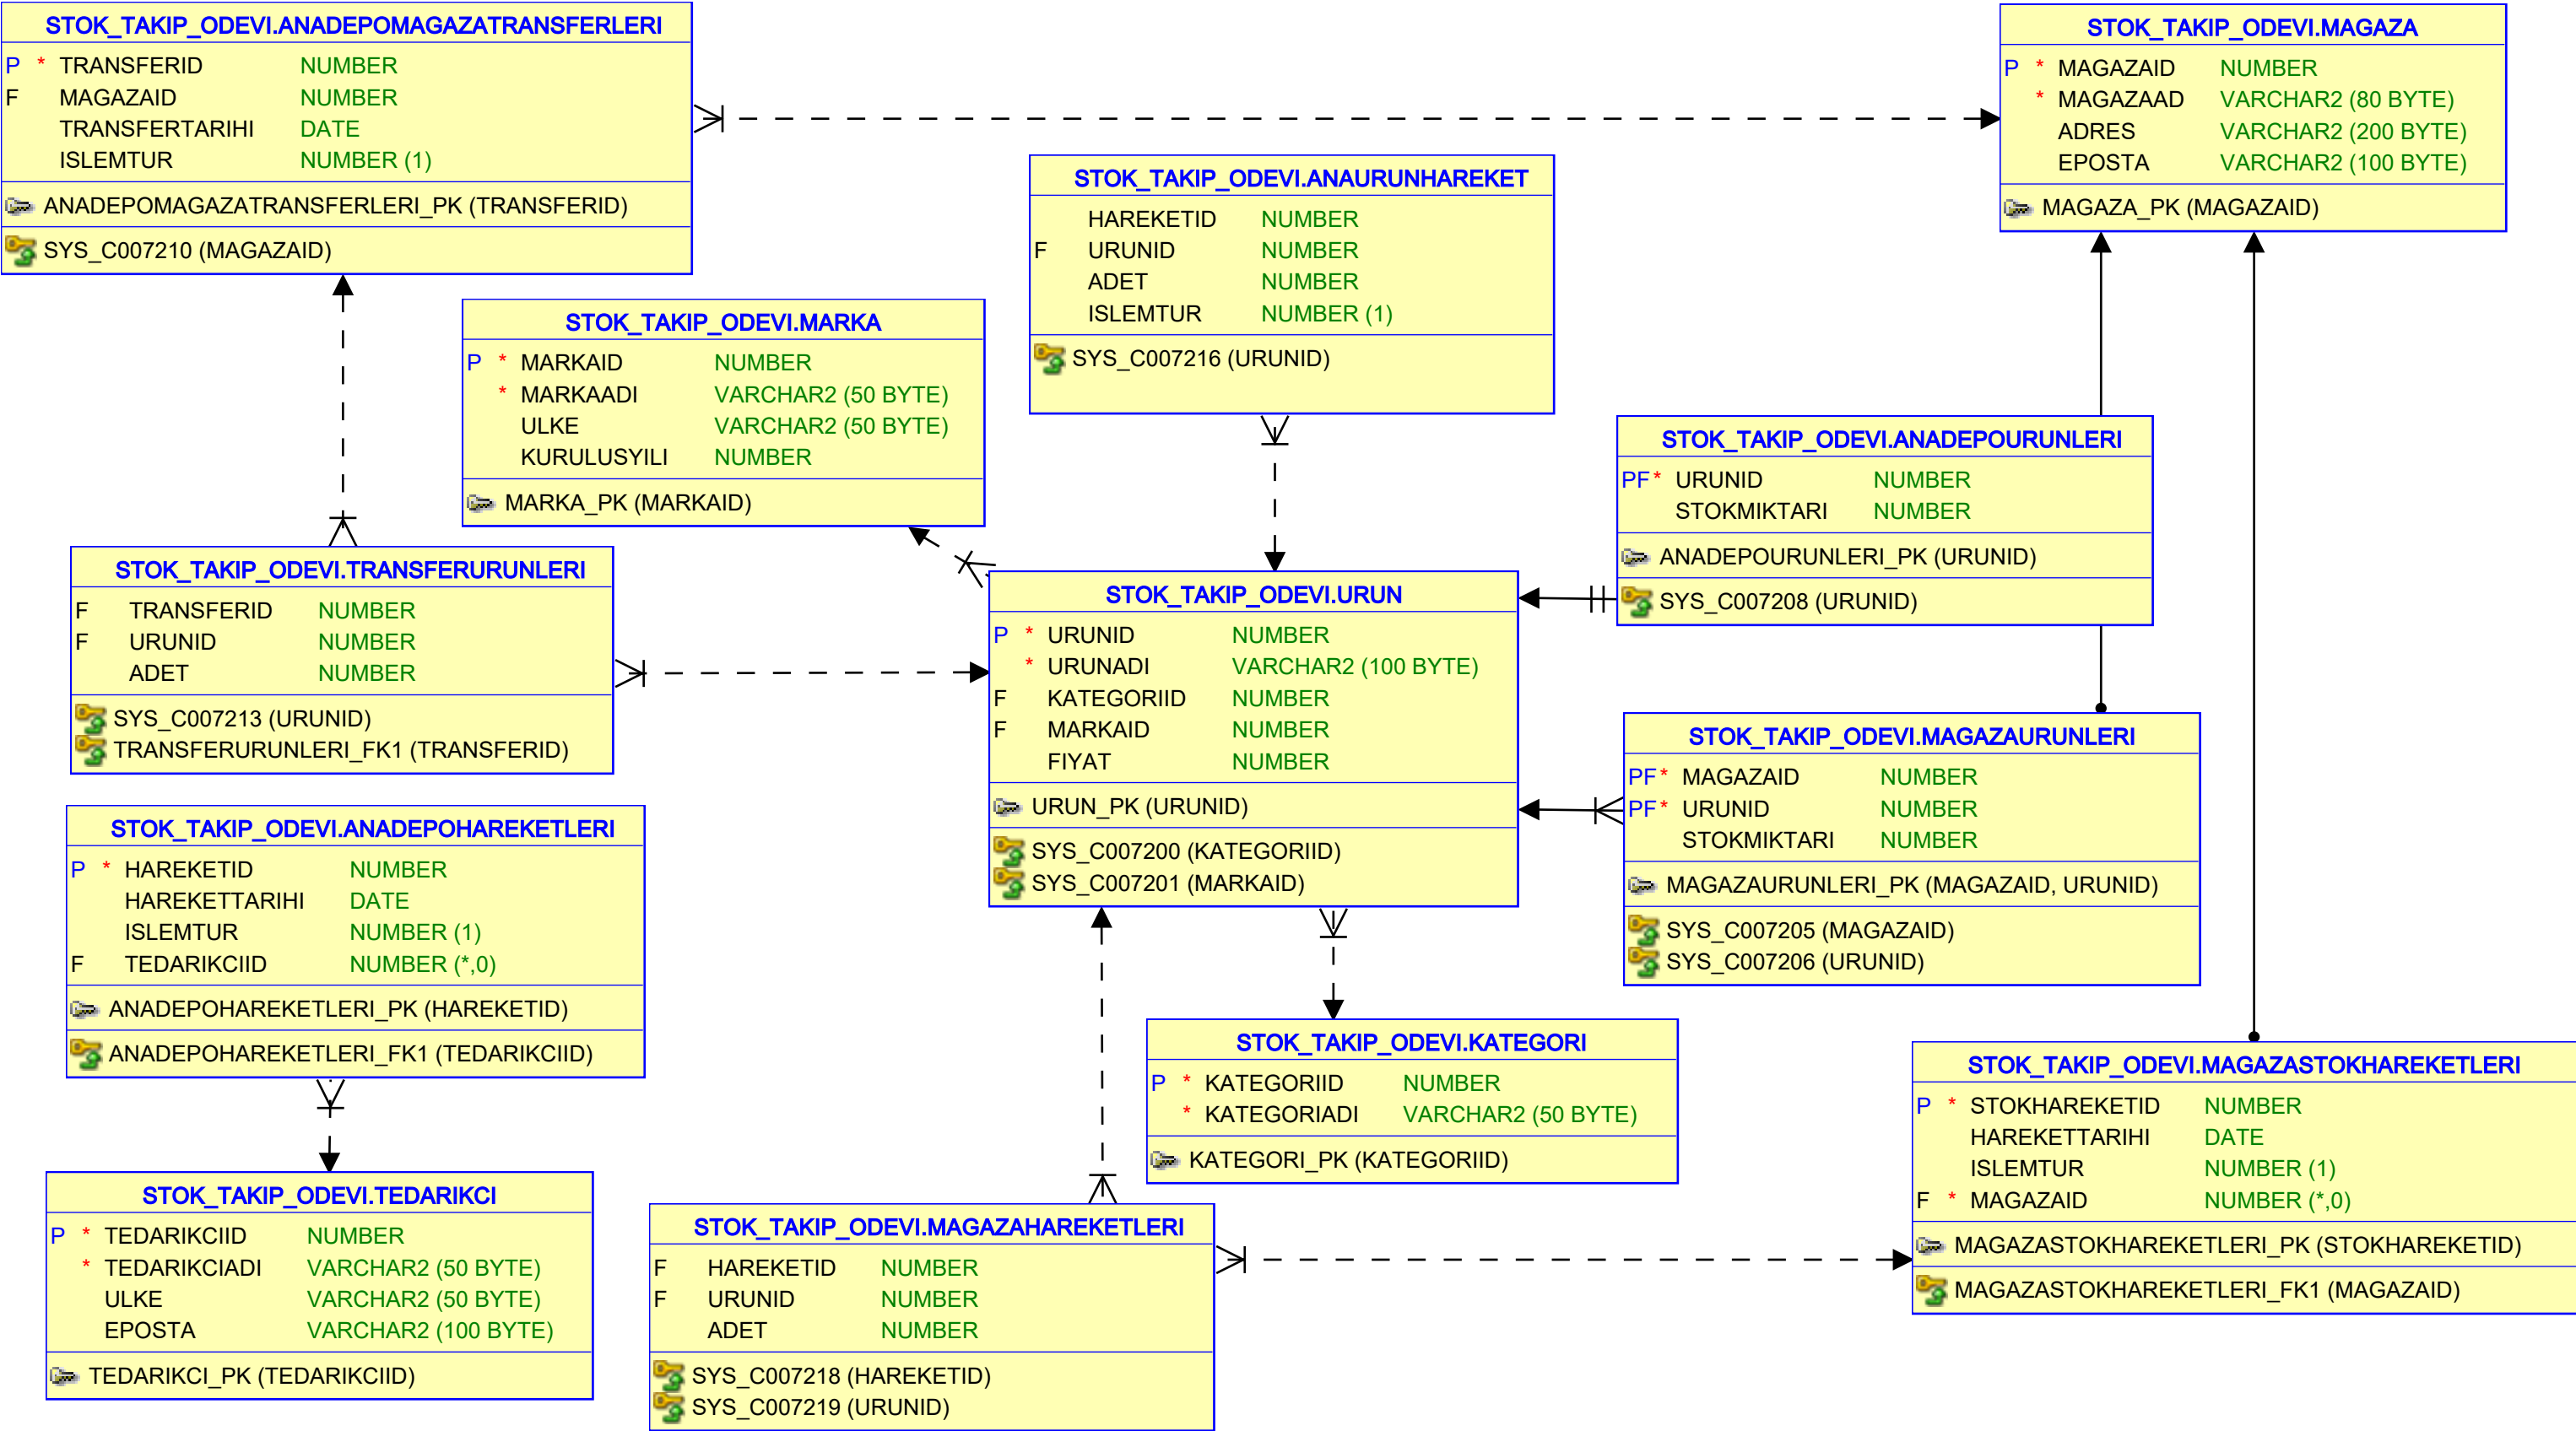 STOK_TAKIP_ODEVI.ANADEPOMAGAZATRANSFERLERI
P * TRANSFERID NUMBER
F MAGAZAID NUMBER
TRANSFERTARIHI DATE
ISLEMTUR NUMBER (1)
ANADEPOMAGAZATRANSFERLERI_PK (TRANSFERID)
SYS_C007210 (MAGAZAID)
STOK_TAKIP_ODEVI.MAGAZA
P * MAGAZAID NUMBER
* MAGAZAAD VARCHAR2 (80 BYTE)
ADRES VARCHAR2 (200 BYTE)
EPOSTA VARCHAR2 (100 BYTE)
MAGAZA_PK (MAGAZAID)
STOK_TAKIP_ODEVI.ANAURUNHAREKET
HAREKETID NUMBER
F URUNID NUMBER
ADET NUMBER
ISLEMTUR NUMBER (1)
SYS_C007216 (URUNID)
STOK_TAKIP_ODEVI.MARKA
P * MARKAID NUMBER
* MARKAADI VARCHAR2 (50 BYTE)
ULKE VARCHAR2 (50 BYTE)
KURULUSYILI NUMBER
MARKA_PK (MARKAID)
STOK_TAKIP_ODEVI.ANADEPOURUNLERI
PF * URUNID NUMBER
STOKMIKTARI NUMBER
ANADEPOURUNLERI_PK (URUNID)
SYS_C007208 (URUNID)
STOK_TAKIP_ODEVI.TRANSFERURUNLERI
F TRANSFERID NUMBER
F URUNID NUMBER
ADET NUMBER
SYS_C007213 (URUNID)
TRANSFERURUNLERI_FK1 (TRANSFERID)
STOK_TAKIP_ODEVI.URUN
P * URUNID NUMBER
* URUNADI VARCHAR2 (100 BYTE)
F KATEGORIID NUMBER
F MARKAID NUMBER
FIYAT NUMBER
URUN_PK (URUNID)
SYS_C007200 (KATEGORIID)
SYS_C007201 (MARKAID)
STOK_TAKIP_ODEVI.MAGAZAURUNLERI
PF * MAGAZAID NUMBER
PF * URUNID NUMBER
STOKMIKTARI NUMBER
MAGAZAURUNLERI_PK (MAGAZAID, URUNID)
SYS_C007205 (MAGAZAID)
SYS_C007206 (URUNID)
STOK_TAKIP_ODEVI.ANADEPOHAREKETLERI
P * HAREKETID NUMBER
HAREKETTARIHI DATE
ISLEMTUR NUMBER (1)
F TEDARIKCIID NUMBER (*,0)
ANADEPOHAREKETLERI_PK (HAREKETID)
ANADEPOHAREKETLERI_FK1 (TEDARIKCIID)
STOK_TAKIP_ODEVI.KATEGORI
P * KATEGORIID NUMBER
* KATEGORIADI VARCHAR2 (50 BYTE)
KATEGORI_PK (KATEGORIID)
STOK_TAKIP_ODEVI.MAGAZASTOKHAREKETLERI
P * STOKHAREKETID NUMBER
HAREKETTARIHI DATE
ISLEMTUR NUMBER (1)
F * MAGAZAID NUMBER (*,0)
MAGAZASTOKHAREKETLERI_PK (STOKHAREKETID)
MAGAZASTOKHAREKETLERI_FK1 (MAGAZAID)
STOK_TAKIP_ODEVI.TEDARIKCI
P * TEDARIKCIID NUMBER
* TEDARIKCIADI VARCHAR2 (50 BYTE)
ULKE VARCHAR2 (50 BYTE)
EPOSTA VARCHAR2 (100 BYTE)
TEDARIKCI_PK (TEDARIKCIID)
STOK_TAKIP_ODEVI.MAGAZAHAREKETLERI
F HAREKETID NUMBER
F URUNID NUMBER
ADET NUMBER
SYS_C007218 (HAREKETID)
SYS_C007219 (URUNID)